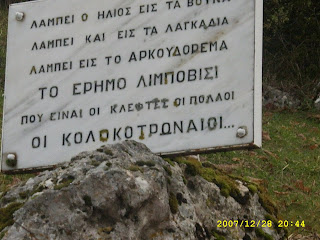 ΛΑΜΠΕΙ Ο ΗΛΙΟΣ ΕΙΣ ΤΑ ΒΟΥΝΑ
ΛΑΜΠΕΙ ΚΑΙ ΕΙΣ ΤΑ ΛΑΓΚΑΔΙΑ
ΛΑΜΠΕΙ ΕΙΣ ΤΟ ΑΡΚΟΥΔΟΡΕΜΑ
ΤΟ ΕΡΗΜΟ ΛΙΜΠΟΒΙΣΙ
ΠΟΥ ΕΙΝΑΙ ΟΙ ΚΛΕΦΤΕΣ ΟΙ ΠΟΛΛΟΙ
ΟΙ ΚΟΛΟΚΟΤΡΩΝΑΙΟΙ...
2007/12/28 20:44